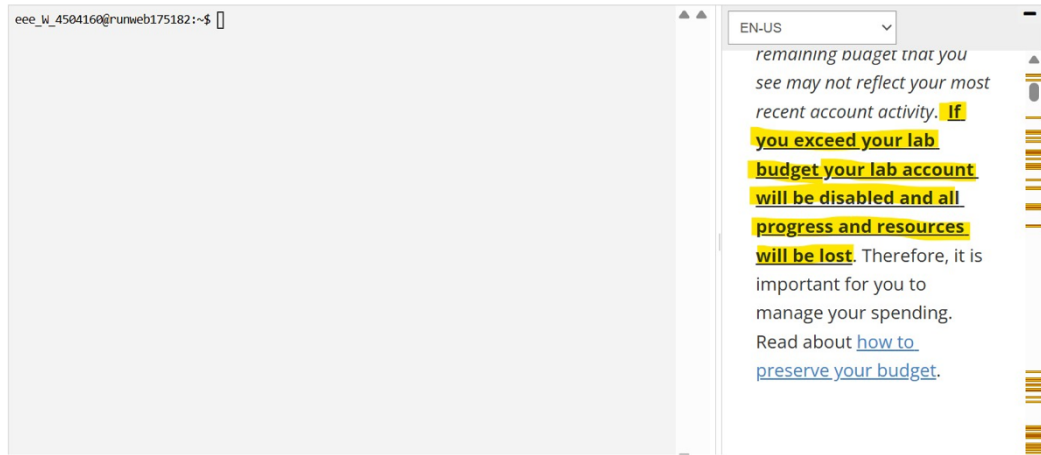 eee_W_4504160@runweb175182:~$
EN-US
remaining budget that you
see may not reflect your most
recent account activity. If
you exceed your lab
budget your lab account
will be disabled and all
progress and resources
will be lost. Therefore, it is
important for you to
manage your spending.
Read about how to
preserve your budget.